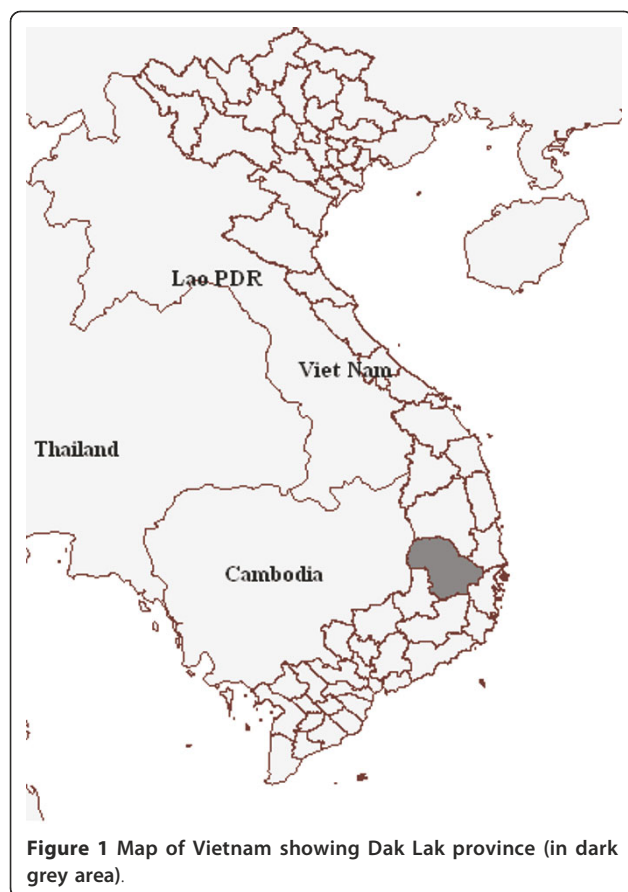 Lao PDR
Viet Nam
Thailand
Cambodia
Figure 1 Map of Vietnam showing Dak Lak province (in dark
grey area).